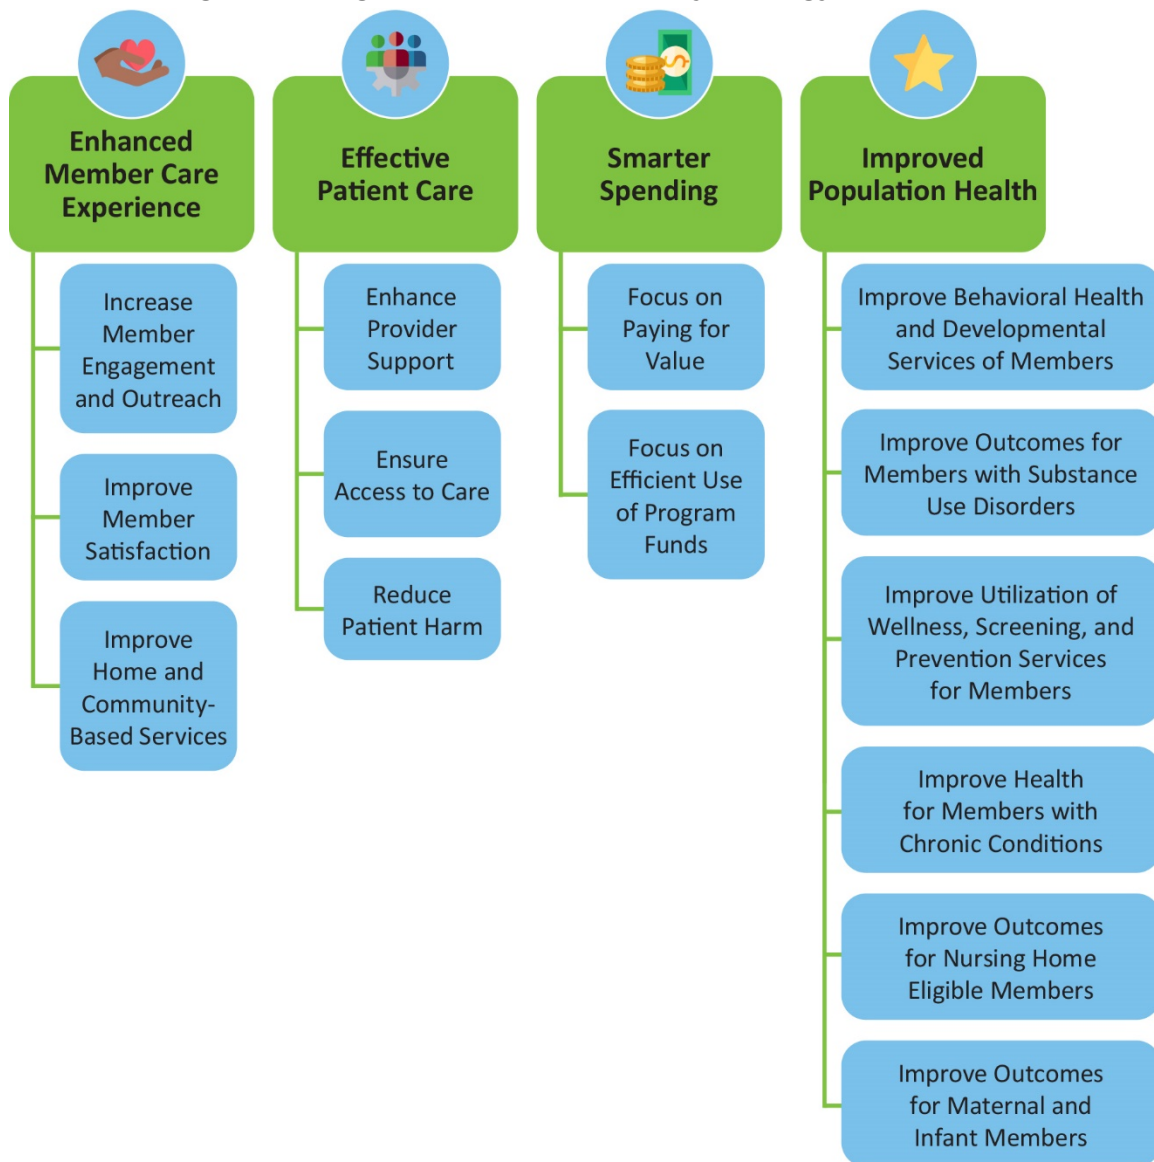 Enhanced
Member Care
Experience
Increase
Member
Engagement
and Outreach
Improve
Member
Satisfaction
Improve
Home and
Community-
Based Services
Effective
Patient Care
Enhance
Provider
Support
Ensure
Access to Care
Reduce
Patient Harm
Smarter
Spending
Focus on
Paying for
Value
Focus on
Efficient Use
of Program
Funds
Improved
Population Health
Improve Behavioral Health
and Developmental
Services of Members
Improve Outcomes for
Members with Substance
Use Disorders
Improve Utilization of
Wellness, Screening, and
Prevention Services
for Members
Improve Health
for Members with
Chronic Conditions
Improve Outcomes
for Nursing Home
Eligible Members
Improve Outcomes
for Maternal and
Infant Members